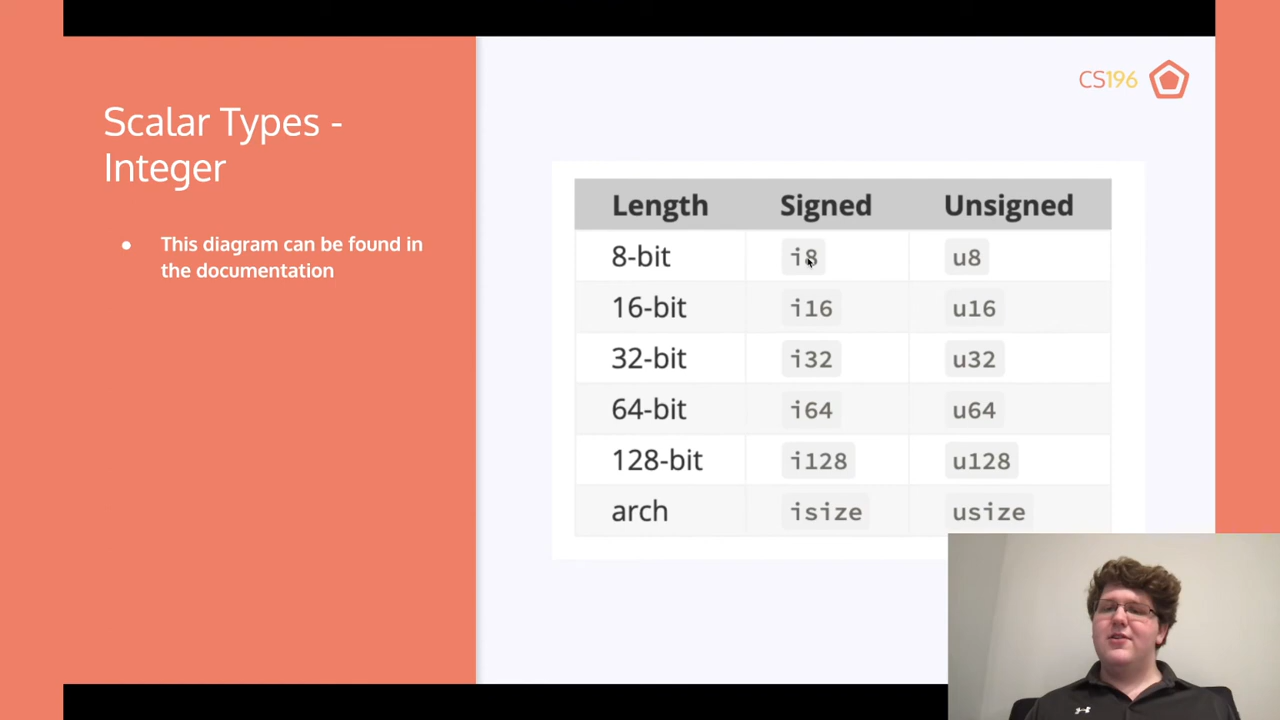 CS196
Scalar Types -
Integer
● This diagram can be found in
the documentation
Length Signed Unsigned
8-bit i8 u8
16-bit i16 u16
32-bit i32 u32
64-bit i64 u64
128-bit i128 u128
arch isize usize